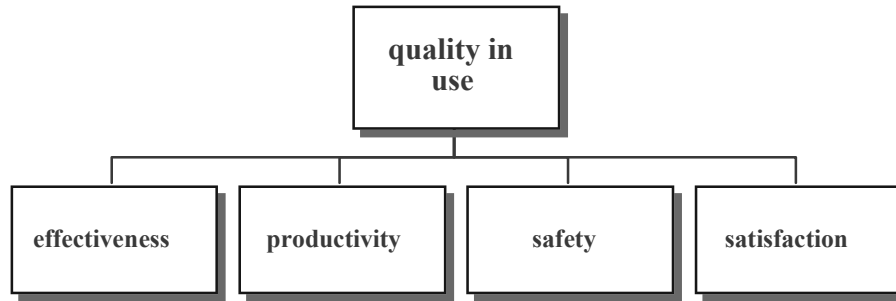 quality in
use
effectiveness
productivity
safety
satisfaction